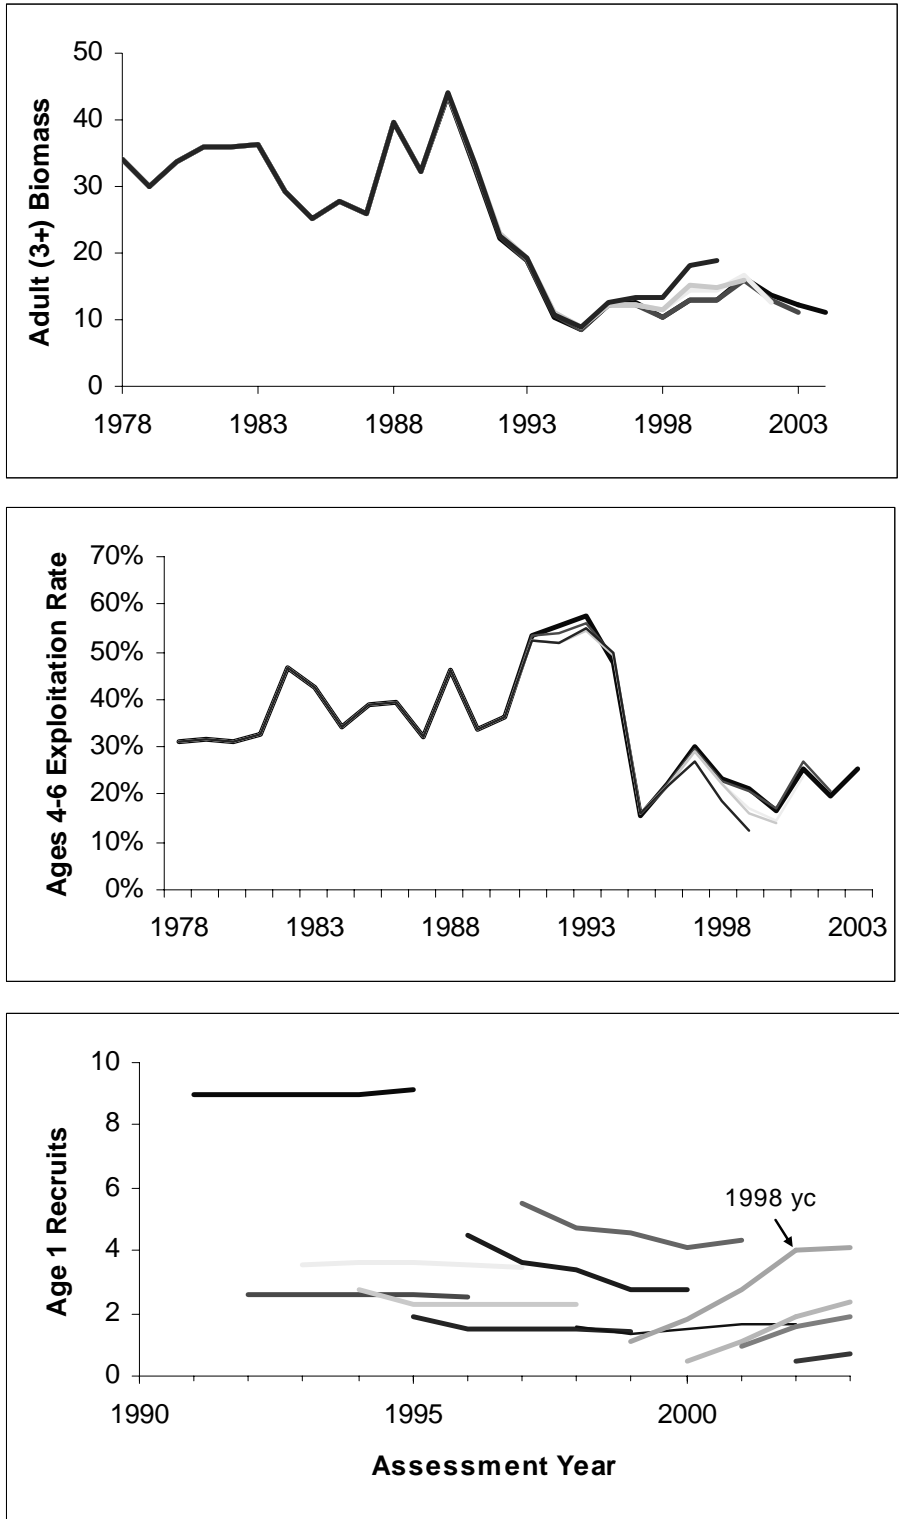 Adult (3+) Biomass
50
40
30
20
10
0
1978 1983 1988 1993 1998 2003
Ages 4-6 Exploitation Rate
70%
60%
50%
40%
30%
20%
10%
0%
1978 1983 1988 1993 1998 2003
Age 1 Recruits
10
8
6
4
2
0
1998 yc
1990 1995 2000
Assessment Year